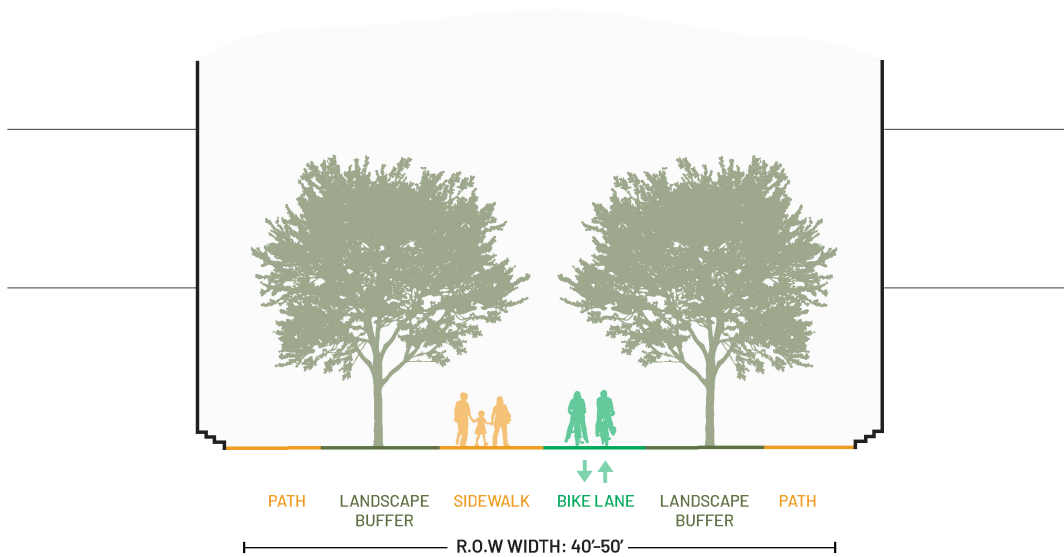 PATH
LANDSCAPE
BUFFER
SIDEWALK
BIKE LANE
LANDSCAPE
BUFFER
PATH
R.O.W WIDTH: 40'-50'